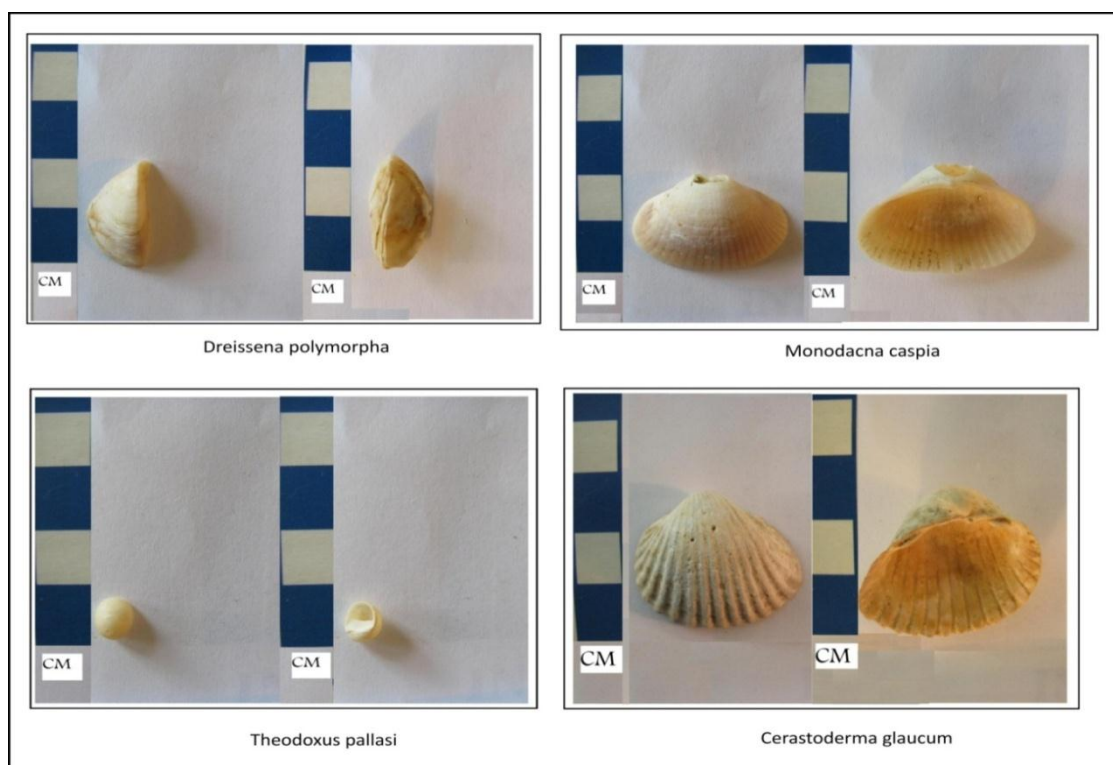 CM
CM
Dreissena polymorpha
CM
CM
Monodacna caspia
CM
CM
Theodoxus pallasi
CM
CM
Cerastoderma glaucum